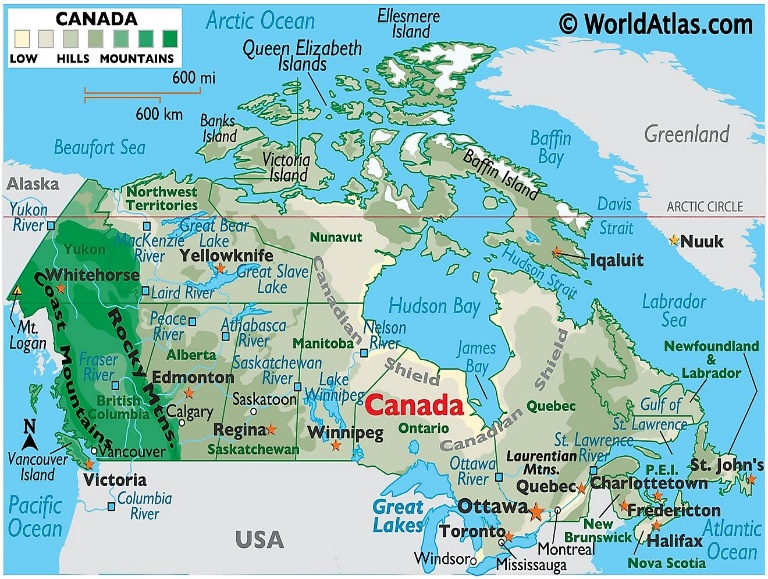 CANADA
LOW HILLS MOUNTAINS
600 mi
600 km
Arctic Ocean
Ellesmere
Island
© WorldAtlas.com
Queen Elizabeth
Islands
Banks
Island
Beaufort Sea
Victoria
Island
Baffin Island
Baffin
Bay
Greenland
Alaska
Northwest
Territories
Davis
Strait
ARCTIC CIRCLE
Yukon
River
Yukon
MacKenzie
River
Great Bear
Lake
Nunavut
Nuuk
Yellowknife
Iqaluit
Hudson Strait
Whitehorse
Great Slave
Lake
Laird River
Hudson Bay
Labrador
Sea
Mt.
Logan
Coast Mountains
Rocky Mtns.
Peace
River
Athabasca
River
Canadian
Shield
Nelson
River
Manitoba
James
Bay
Canadian Shield
Newfoundland
&
Labrador
Fraser
River
Alberta
Saskatchewan
River
Lake
Winnipeg
Edmonton
British
Columbia
Calgary
Saskatoon
Canada
Ontario
Quebec
Gulf of
St. Lawrence
N
Regina
Winnipeg
Saskatchewan
Vancouver
Vancouver
Island
Victoria
St. Lawrence
River
Laurentian
Mtns.
Ottawa
River
Quebec
P.E.I.
Charlottetown
St. John's
Columbia
River
Pacific
Ocean
Great
Lakes
Ottawa
Fredericton
New
Brunswick
Halifax
Atlantic
Ocean
USA
Toronto
Montreal
Windsor
Mississauga
Nova Scotia